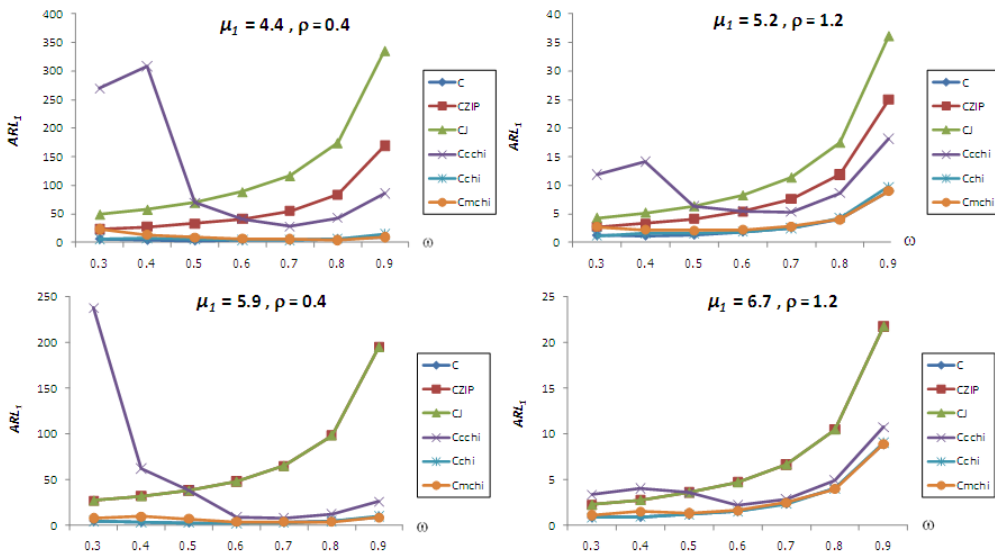 μ₁ = 4.4 , ρ = 0.4
ARL₁
400
350
300
250
200
150
100
50
0
0.3 0.4 0.5 0.6 0.7 0.8 0.9
ω
C
CZIP
CJ
Ccchi
Cchi
Cmchi
μ₁ = 5.2 , ρ = 1.2
ARL₁
40
35
30
25
20
15
10
5
0
0.3 0.4 0.5 0.6 0.7 0.8 0.9
ω
C
CZIP
CJ
Ccchi
Cchi
Cmchi
μ₁ = 5.9 , ρ = 0.4
ARL₁
250
200
150
100
50
0
0.3 0.4 0.5 0.6 0.7 0.8 0.9
ω
C
CZIP
CJ
Ccchi
Cchi
Cmchi
μ₁ = 6.7 , ρ = 1.2
ARL₁
25
20
15
10
5
0
0.3 0.4 0.5 0.6 0.7 0.8 0.9
ω
C
CZIP
CJ
Ccchi
Cchi
Cmchi